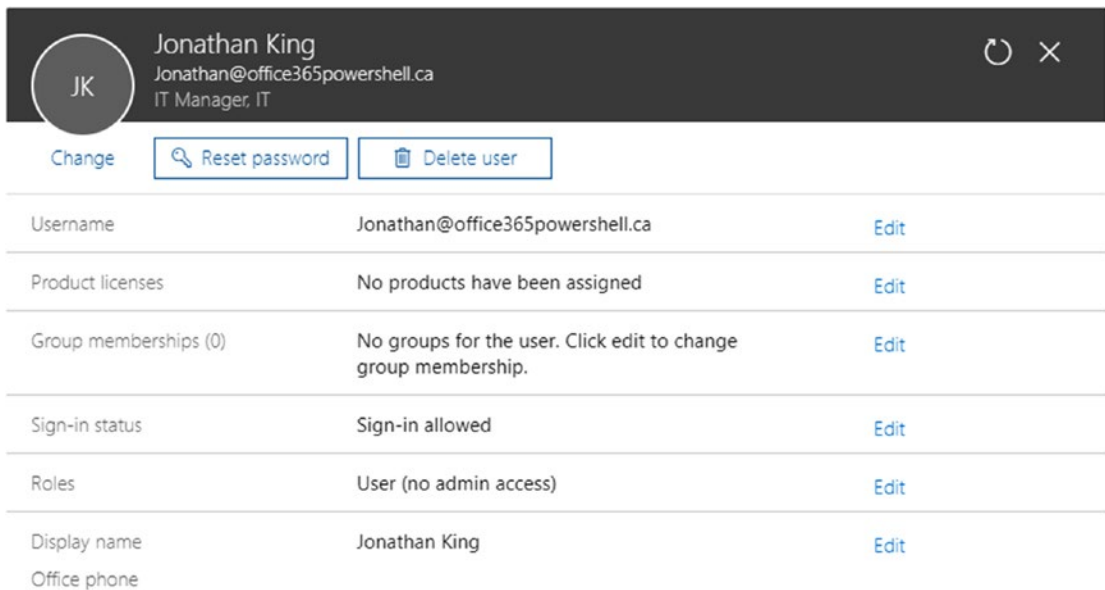 JK
Jonathan King
Jonathan@office365powershell.ca
IT Manager, IT
Change
Reset password
Delete user
Username Jonathan@office365powershell.ca Edit
Product licenses No products have been assigned Edit
Group memberships (0) No groups for the user. Click edit to change Edit
group membership.
Sign-in status Sign-in allowed Edit
Roles User (no admin access) Edit
Display name Jonathan King Edit
Office phone